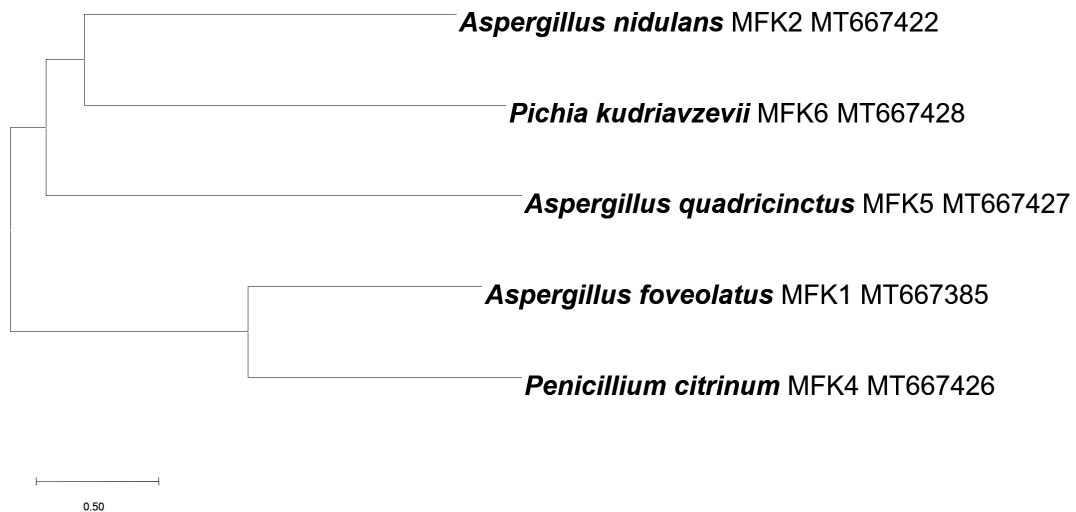 Aspergillus nidulans MFK2 MT667422
Pichia kudriavzevii MFK6 MT667428
Aspergillus quadricinctus MFK5 MT667427
Aspergillus foveolatus MFK1 MT667385
Penicillium citrinum MFK4 MT667426
0.50